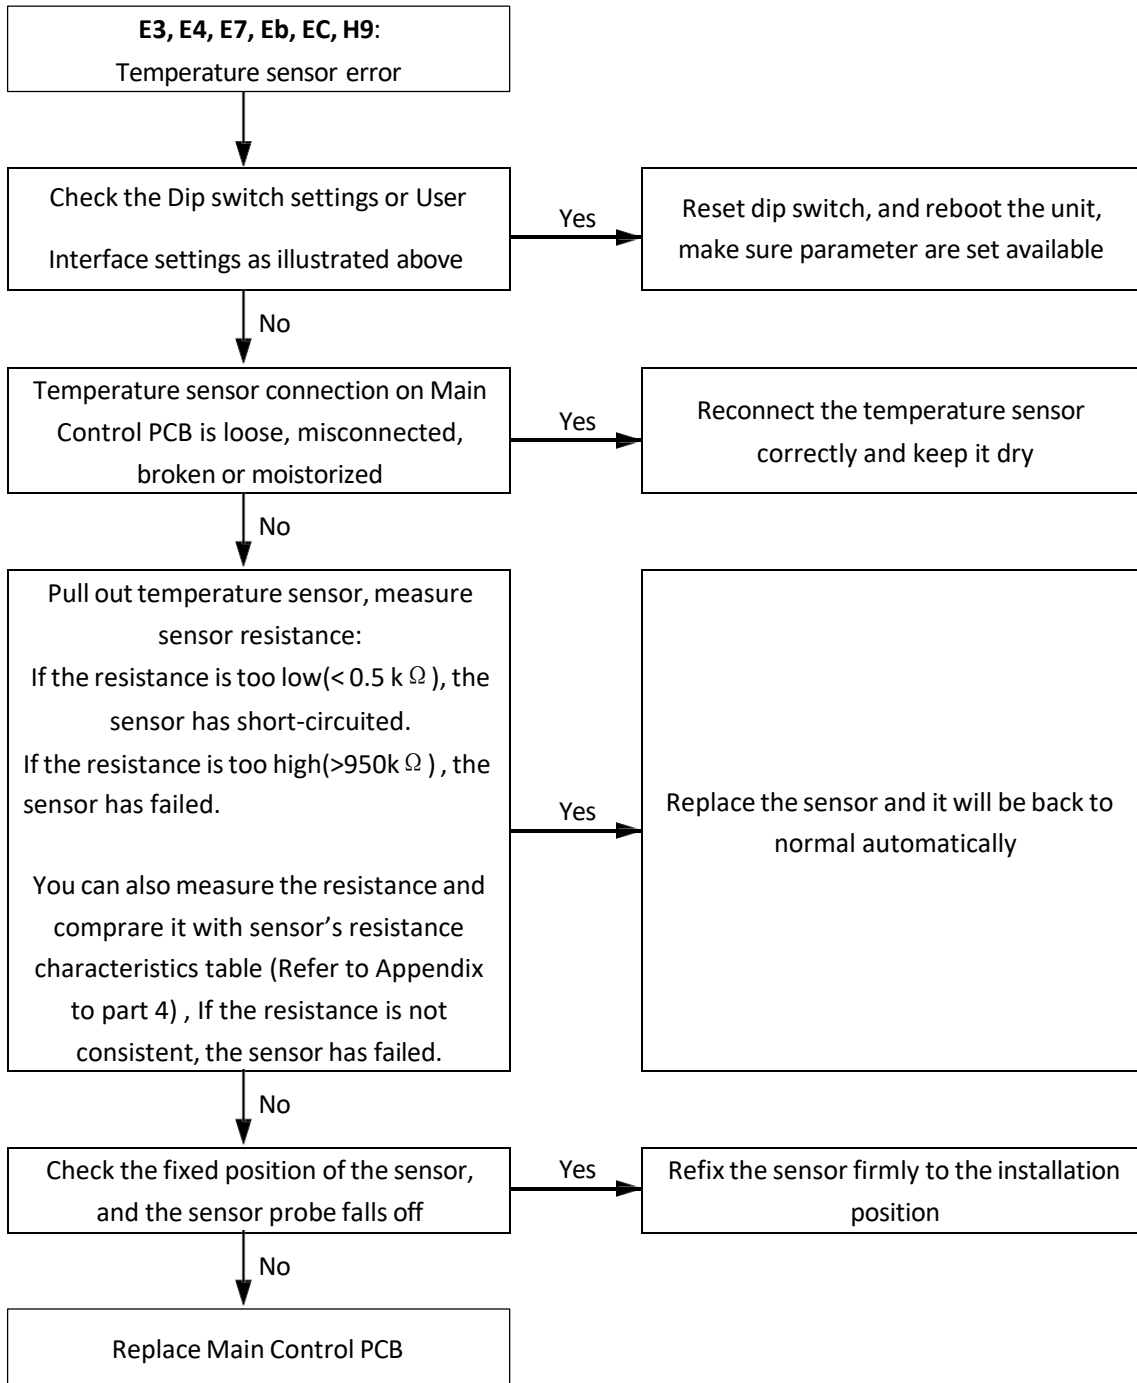 E3, E4, E7, Eb, EC, H9:
Temperature sensor error
Check the Dip switch settings or User
Interface settings as illustrated above
Yes
Reset dip switch, and reboot the unit,
make sure parameter are set available
No
Temperature sensor connection on Main
Control PCB is loose, misconnected,
broken or moistorized
Yes
Reconnect the temperature sensor
correctly and keep it dry
No
Pull out temperature sensor, measure
sensor resistance:
If the resistance is too low(< 0.5 k Ω), the
sensor has short-circuited.
If the resistance is too high(>950k Ω) , the
sensor has failed.
You can also measure the resistance and
comprare it with sensor’s resistance
characteristics table (Refer to Appendix
to part 4) , If the resistance is not
consistent, the sensor has failed.
Yes
Replace the sensor and it will be back to
normal automatically
No
Check the fixed position of the sensor,
and the sensor probe falls off
Yes
Refix the sensor firmly to the installation
position
No
Replace Main Control PCB